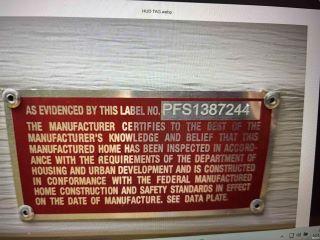 HUD TAG.webp
AS EVIDENCED BY THIS LABEL NO. PFS1387244
THE MANUFACTURER CERTIFIES TO THE BEST OF THE
MANUFACTURER'S KNOWLEDGE AND BELIEF THAT THIS
MANUFACTURED HOME HAS BEEN INSPECTED IN ACCORD-
ANCE WITH THE REQUIREMENTS OF THE DEPARTMENT OF
HOUSING AND URBAN DEVELOPMENT AND IS CONSTRUCTED
IN CONFORMANCE WITH THE FEDERAL MANUFACTURED
HOME CONSTRUCTION AND SAFETY STANDARDS IN EFFECT
ON THE DATE OF MANUFACTURE. SEE DATA PLATE.